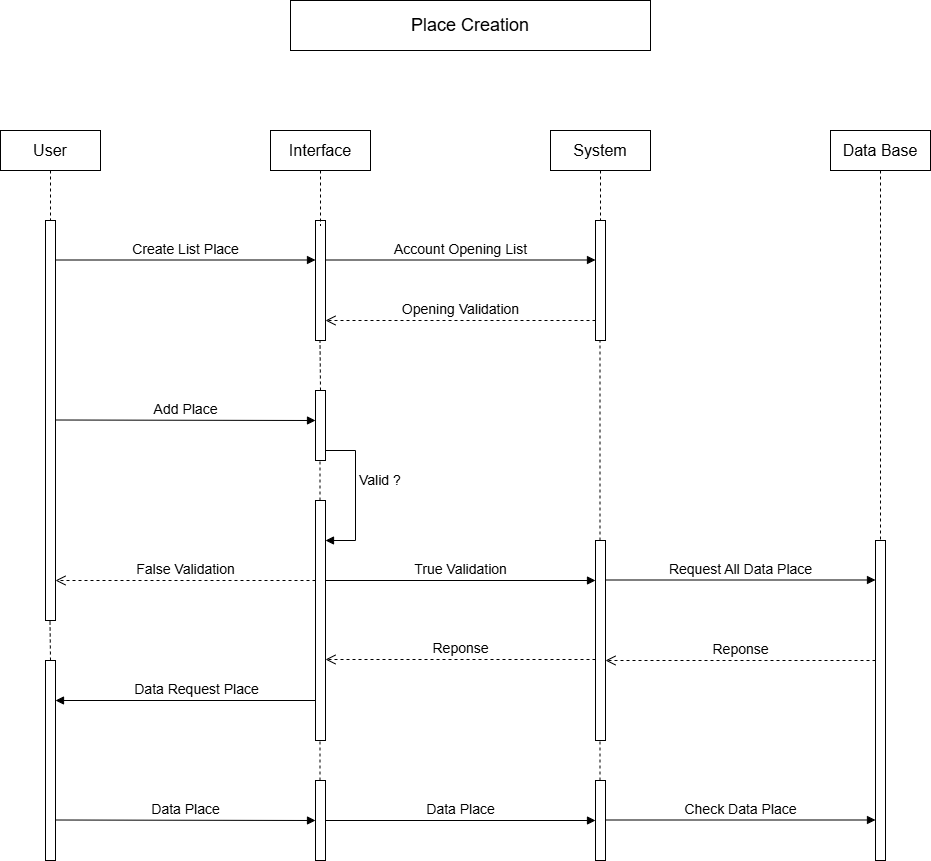 Place Creation
User
Interface
System
Data Base
Create List Place
Account Opening List
Opening Validation
Add Place
Valid ?
False Validation
True Validation
Request All Data Place
Reponse
Reponse
Data Request Place
Data Place
Data Place
Check Data Place